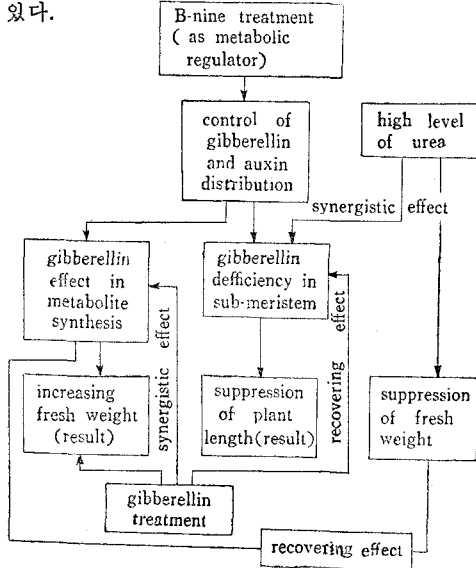 있다.
B-nine treatment
( as metabolic
regulator)
control of
gibberellin
and auxin
distribution
high level
of urea
synergistic effect
gibberellin
effect in
metabolite
synthesis
gibberellin
defficiency in
sub-meristem
synergistic effect
recovering effect
increasing
fresh weight
(result)
suppression
of plant
length(result)
suppression
of fresh
weight
gibberellin
treatment
recovering effect